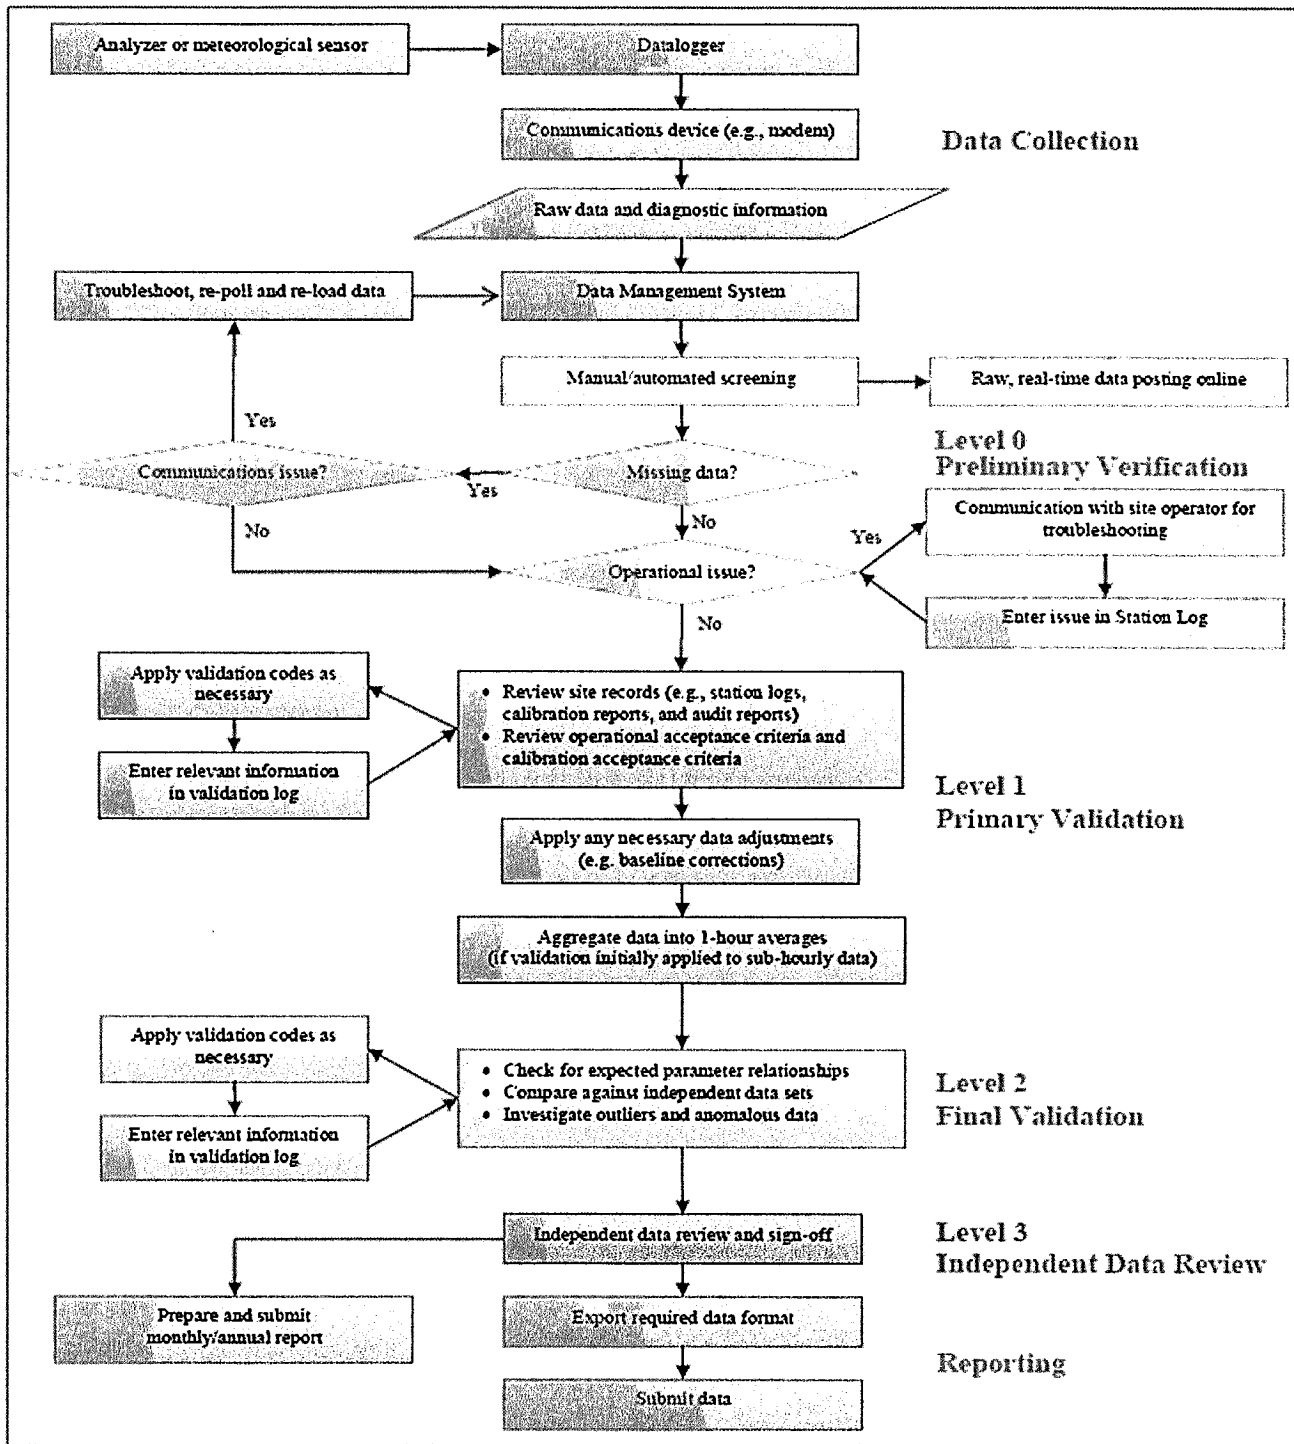 Analyzer or meteorological sensor
Datalogger
Communications device (e.g., modem)
Data Collection
Raw data and diagnostic information
Troubleshoot, re-poll and re-load data
Data Management System
Manual/automated screening
Raw, real-time data posting online
Yes
Level 0
Preliminary Verification
Communications issue?
Missing data?
Yes
Communication with site operator for
troubleshooting
No
No
Yes
Operational issue?
Enter issue in Station Log
No
Apply validation codes as
necessary
• Review site records (e.g., station logs,
calibration reports, and audit reports)
• Review operational acceptance criteria and
calibration acceptance criteria
Enter relevant information
in validation log
Level 1
Primary Validation
Apply any necessary data adjustments
(e.g. baseline corrections)
Aggregate data into 1-hour averages
(if validation initially applied to sub-hourly data)
Apply validation codes as
necessary
• Check for expected parameter relationships
• Compare against independent data sets
• Investigate outliers and anomalous data
Level 2
Final Validation
Enter relevant information
in validation log
Independent data review and sign-off
Level 3
Independent Data Review
Prepare and submit
monthly/annual report
Export required data format
Reporting
Submit data